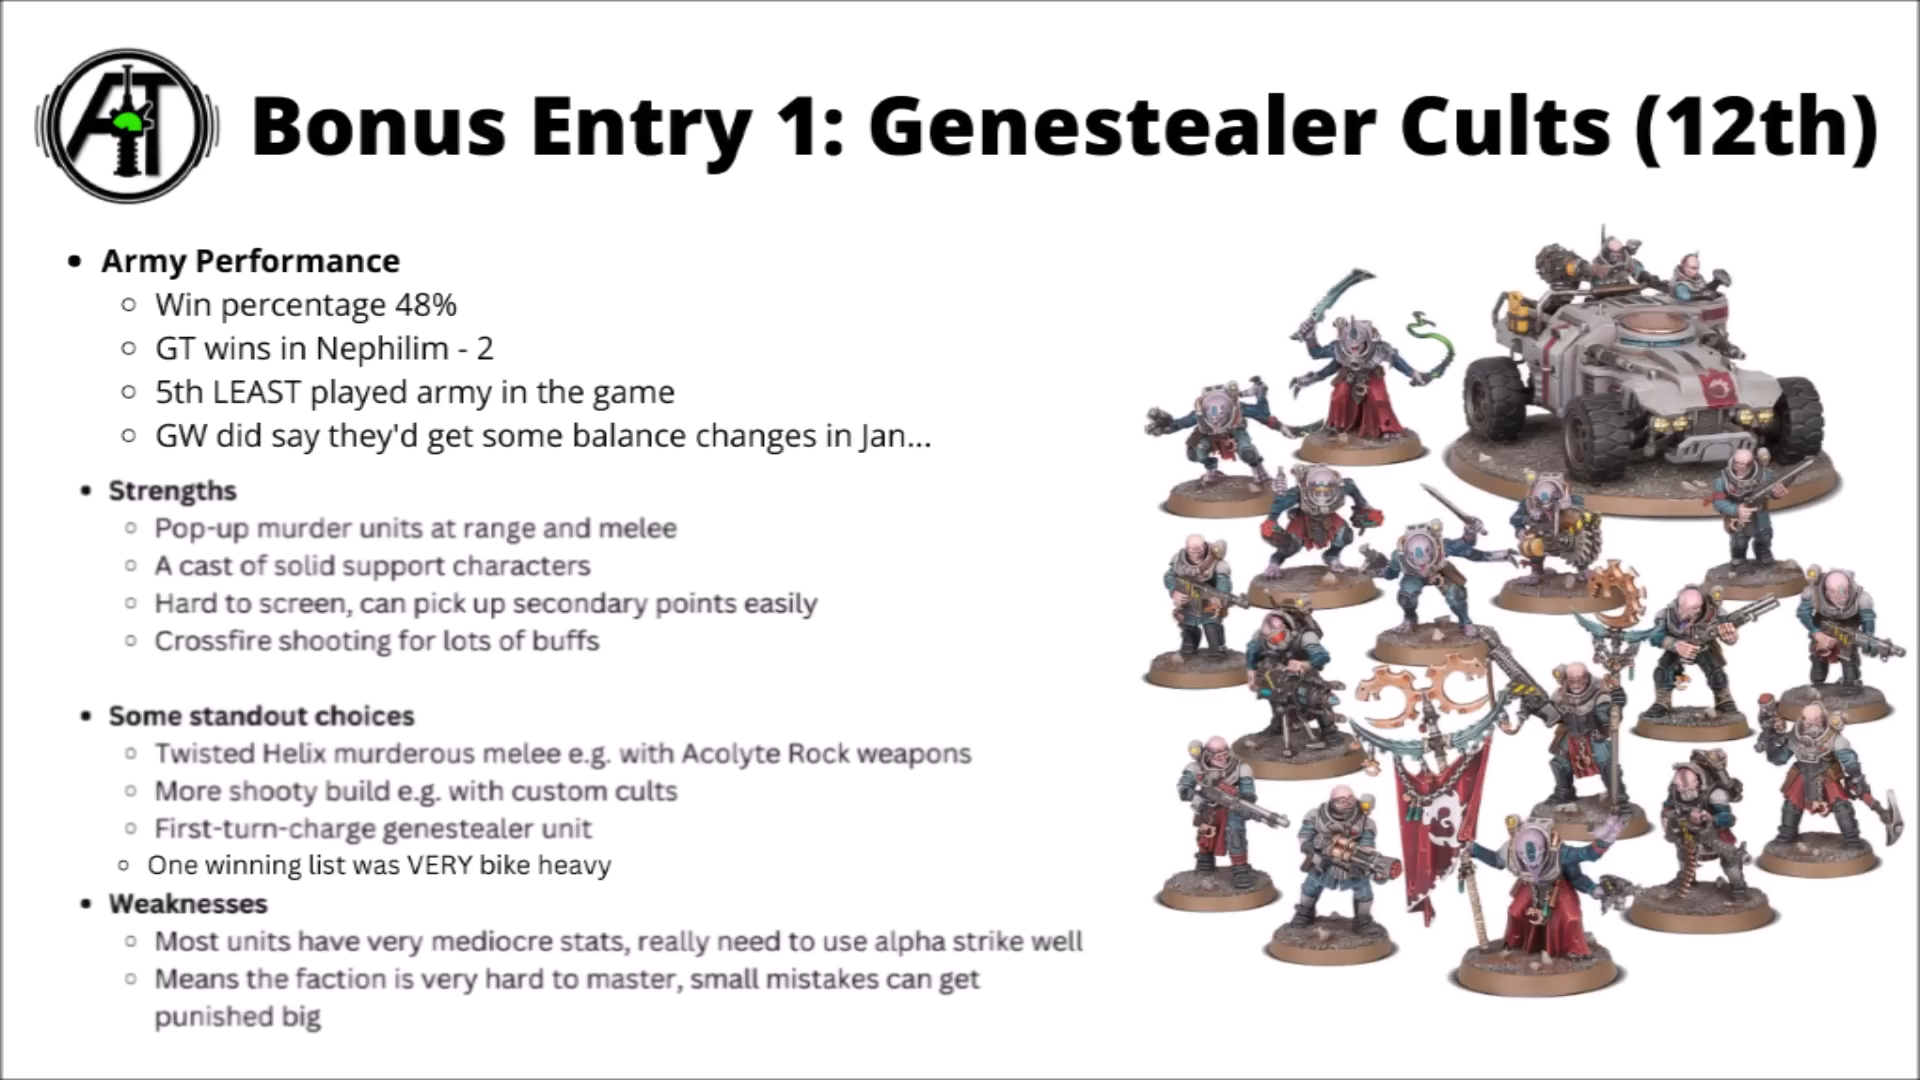 AT
Bonus Entry 1: Genestealer Cults (12th)
• Army Performance
○ Win percentage 48%
○ GT wins in Nephilim - 2
○ 5th LEAST played army in the game
○ GW did say they'd get some balance changes in Jan...
• Strengths
○ Pop-up murder units at range and melee
○ A cast of solid support characters
○ Hard to screen, can pick up secondary points easily
○ Crossfire shooting for lots of buffs
• Some standout choices
○ Twisted Helix murderous melee e.g. with Acolyte Rock weapons
○ More shooty build e.g. with custom cults
○ First-turn-charge genestealer unit
○ One winning list was VERY bike heavy
• Weaknesses
○ Most units have very mediocre stats, really need to use alpha strike well
○ Means the faction is very hard to master, small mistakes can get
punished big